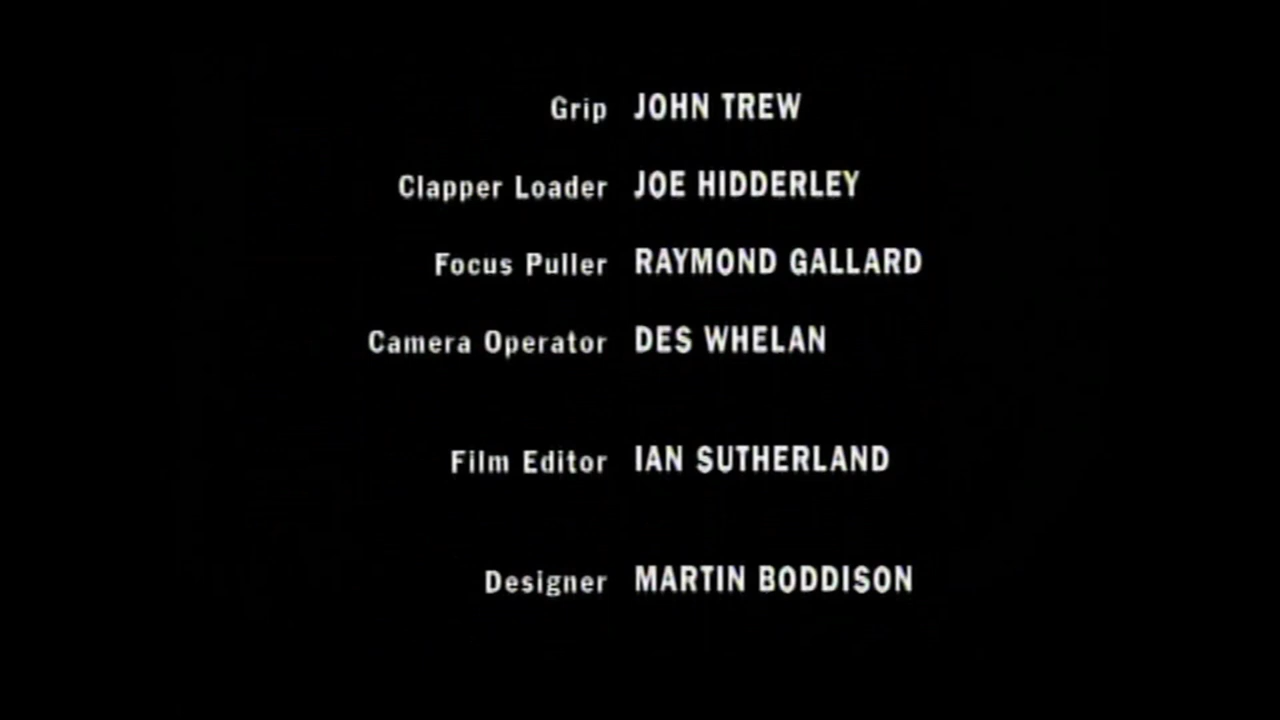 Grip JOHN TREW
Clapper Loader JOE HIDDERLEY
Focus Puller RAYMOND GALLARD
Camera Operator DES WHELAN
Film Editor IAN SUTHERLAND
Designer MARTIN BODDISON